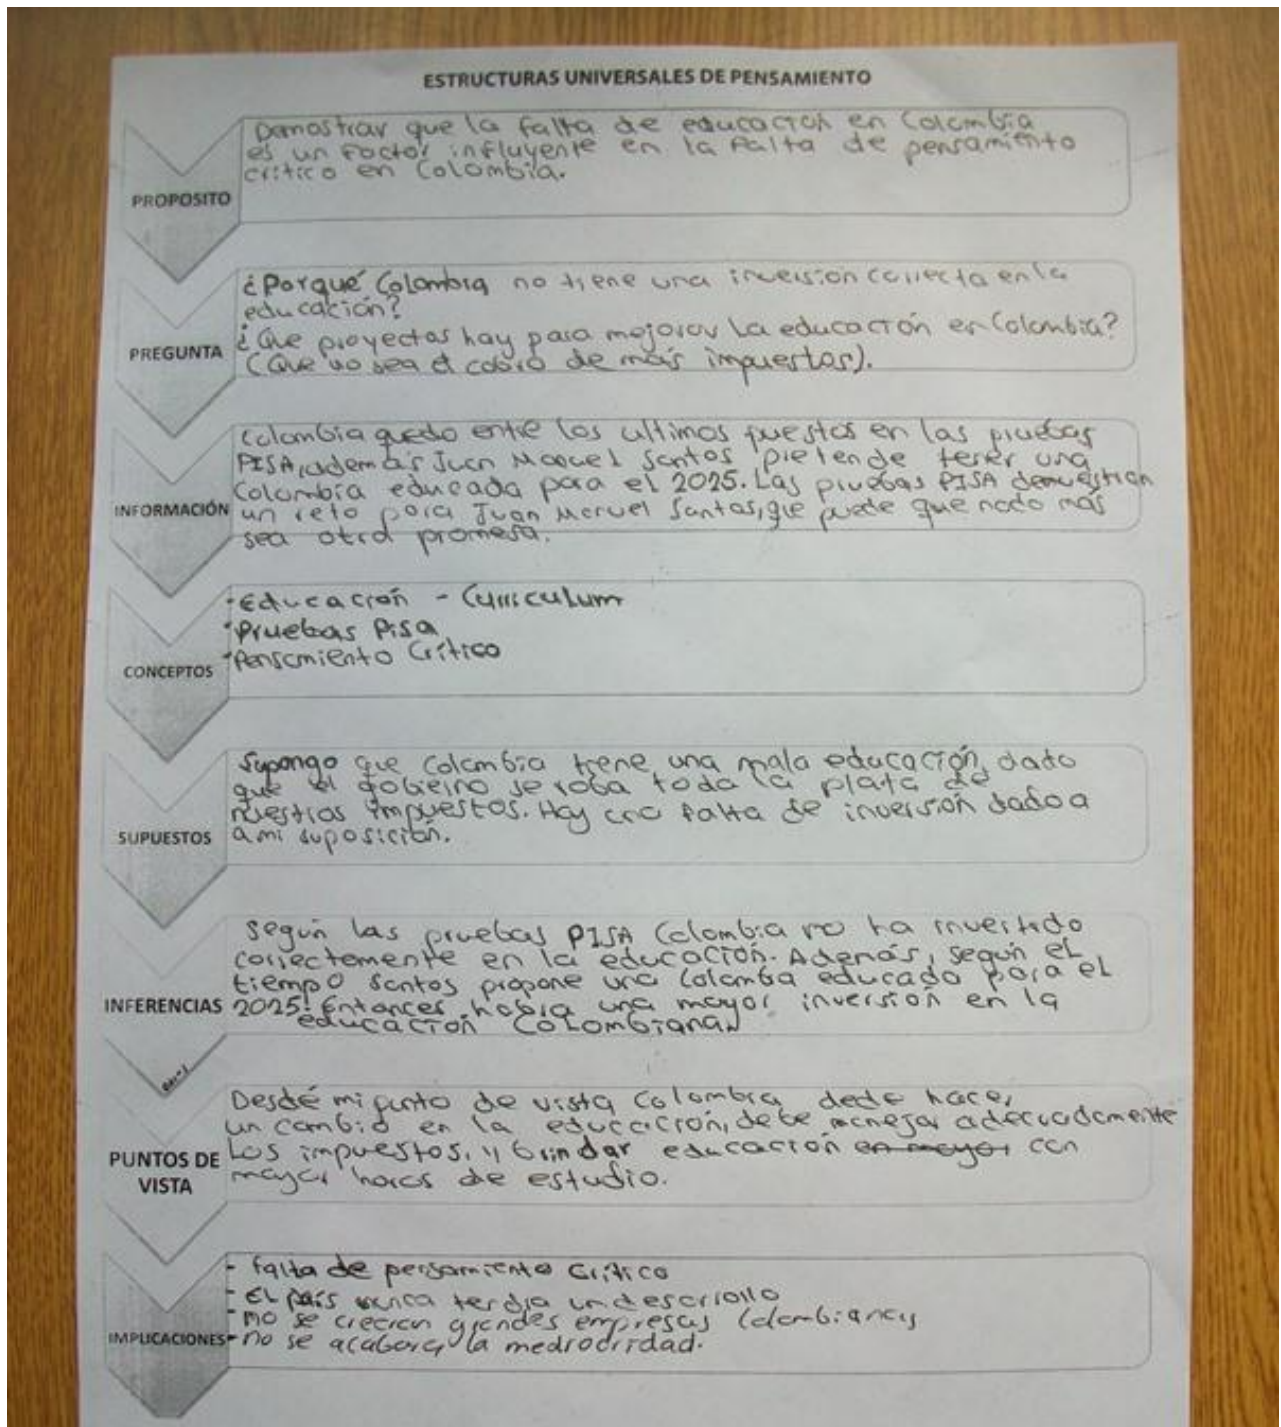 ESTRUCTURAS UNIVERSALES DE PENSAMIENTO
PROPOSITO
Demostrar que la falta de educación en Colombia
es un factor influyente en la falta de pensamiento
crítico en Colombia.
PREGUNTA
¿Porqué Colombia no tiene una inversión correcta en la
educación?
¿Que proyectos hay para mejorar la educación en Colombia?
(Que no sea el cobro de más impuestos).
INFORMACIÓN
Colombia quedo entre los ultimos puestos en las pruebas
PISA, además Juan Manuel Santos pretende tener una
Colombia educada para el 2025. Las pruebas PISA demuestran
un reto para Juan Manuel Santos, que puede que nada más
sea otra promesa.
CONCEPTOS
·Educación - Curriculum
·Pruebas Pisa
·Pensamiento Crítico
SUPUESTOS
Supongo que Colombia tiene una mala educación, dado
que el gobierno se roba toda la plata de
nuestros impuestos. Hay una falta de inversión dado a
a mi suposición.
INFERENCIAS
Según las pruebas PISA Colombia no ha invertido
correctemente en la educación. Además, según el
tiempo Santos propone una Colombia educada para el
2025. Entonces habra una mayor inversión en la
educación Colombiana.
PUNTOS DE VISTA
Desde mi punto de vista Colombia debe hacer
un cambio en la educación, debe manejar adecuadamente
los impuestos, y brindar educación en mayor con
mayor horas de estudio.
IMPLICACIONES
- Falta de pensamiento Crítico
- El país nunca tendra un desarrollo
- no se crearan grandes empresas Colombianas
- no se acabara la mediocridad.